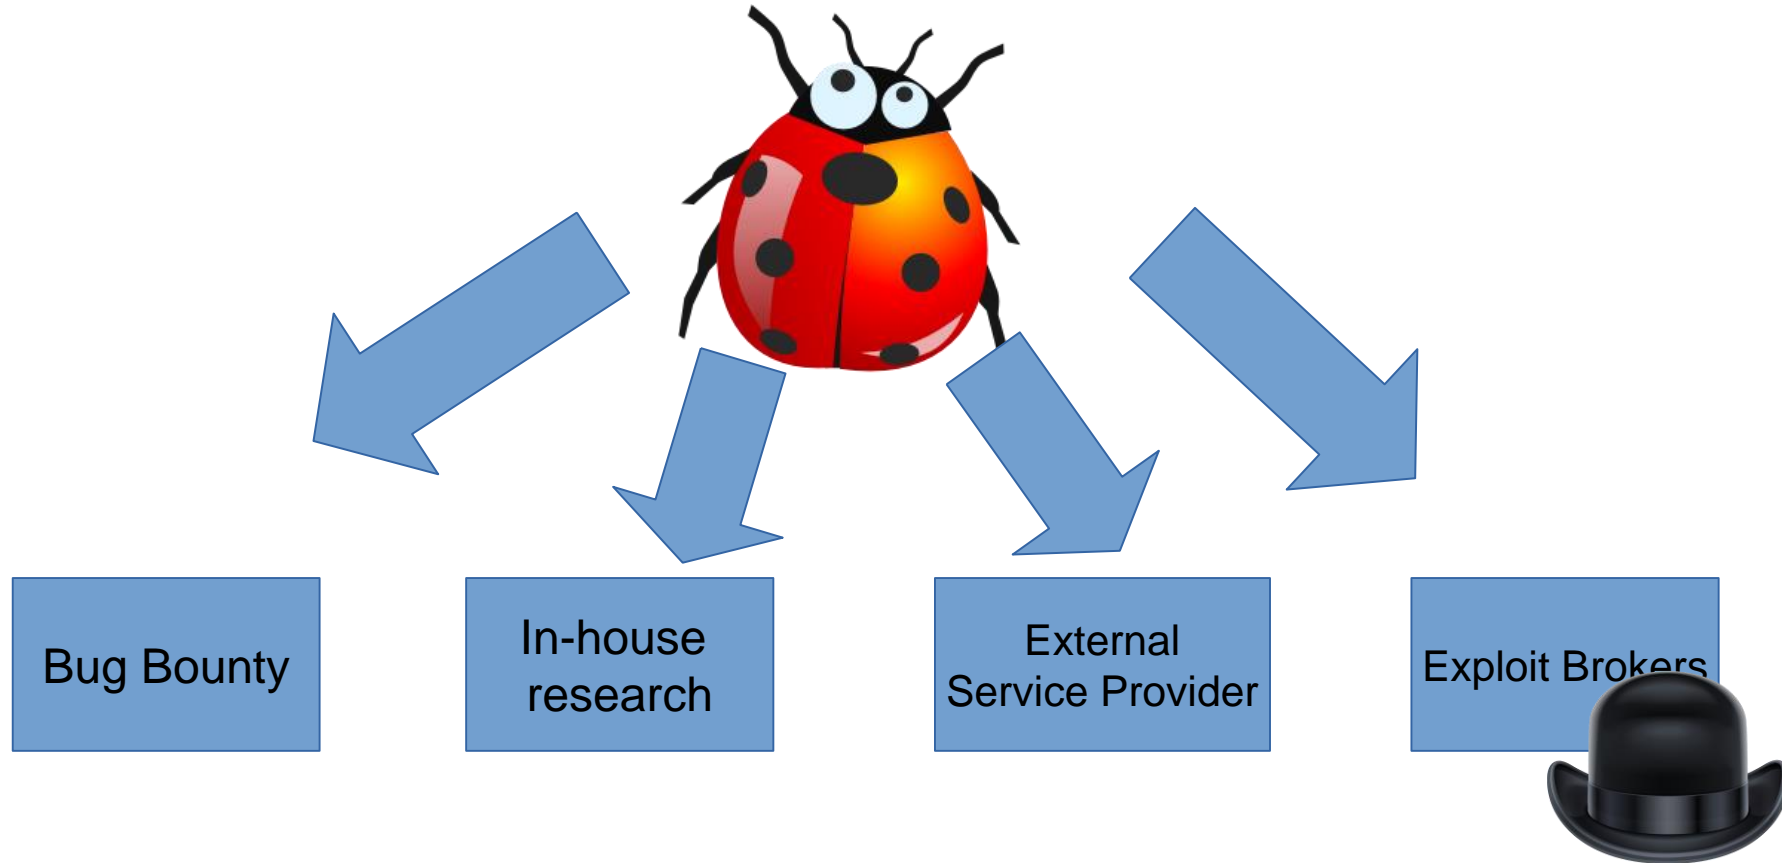 Bug Bounty
In-house
research
External
Service Provider
Exploit Brokers